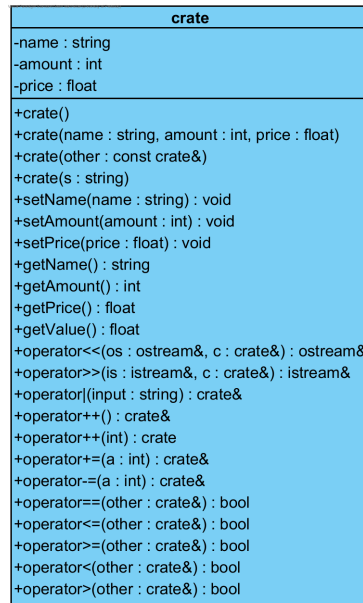 crate
-name : string
-amount : int
-price : float
+crate()
+crate(name : string, amount : int, price : float)
+crate(other : const crate&)
+crate(s : string)
+setName(name : string) : void
+setAmount(amount : int) : void
+setPrice(price : float) : void
+getName() : string
+getAmount() : int
+getPrice() : float
+getValue() : float
+operator<<(os : ostream&, c : crate&) : ostream&
+operator>>(is : istream&, c : crate&) : istream&
+operator|(input : string) : crate&
+operator++() : crate&
+operator++(int) : crate
+operator+=(a : int) : crate&
+operator-=(a : int) : crate&
+operator==(other : crate&) : bool
+operator<=(other : crate&) : bool
+operator>=(other : crate&) : bool
+operator<(other : crate&) : bool
+operator>(other : crate&) : bool